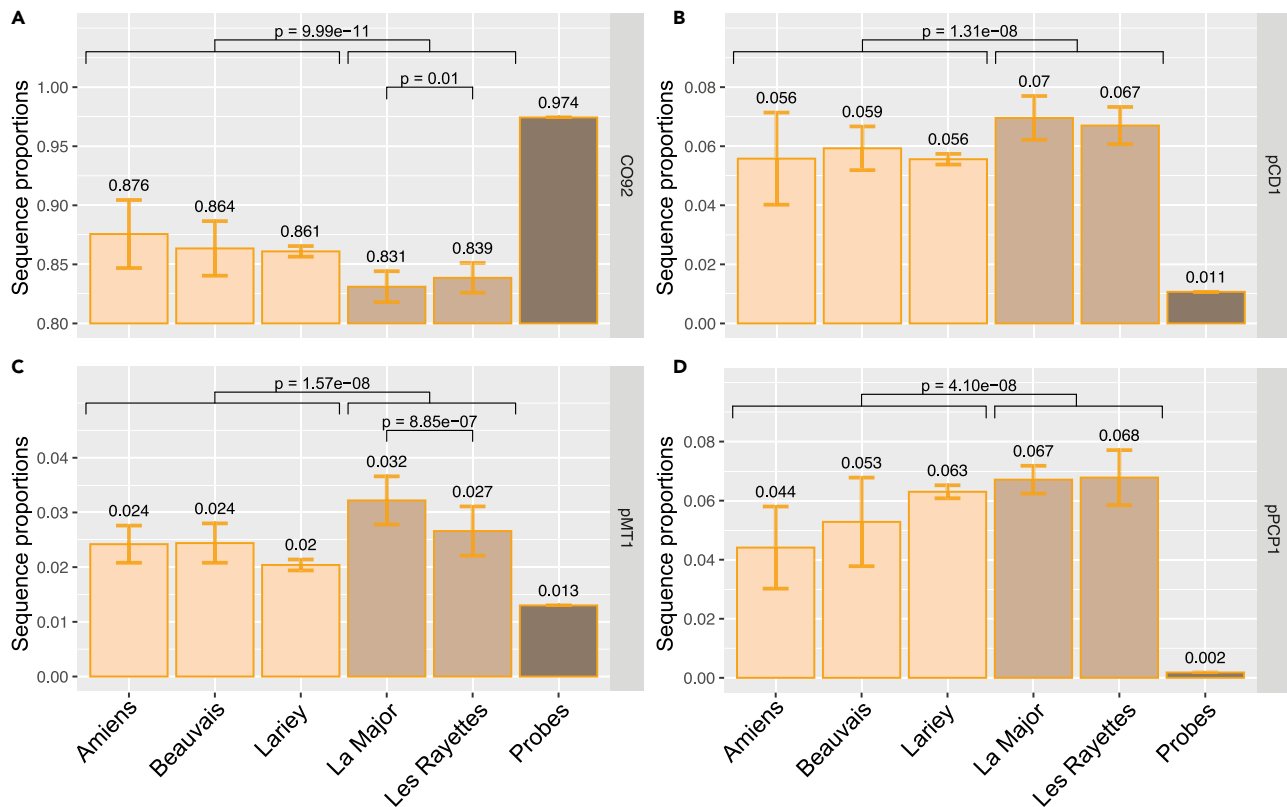 A
p = 9.99e−11
p = 0.01
1.00
0.95
0.90
0.85
0.80
Sequence proportions
0.876
0.864
0.861
0.831
0.839
0.974
CO92
B
p = 1.31e−08
0.08
0.06
0.04
0.02
0.00
Sequence proportions
0.056
0.059
0.056
0.07
0.067
0.011
pCD1
C
p = 1.57e−08
p = 8.85e−07
0.04
0.03
0.02
0.01
0.00
Sequence proportions
0.024
0.024
0.02
0.032
0.027
0.013
pMT1
Amiens
Beauvais
Lariey
La Major
Les Rayettes
Probes
D
p = 4.10e−08
0.08
0.06
0.04
0.02
0.00
Sequence proportions
0.044
0.053
0.063
0.067
0.068
0.002
pPCP1
Amiens
Beauvais
Lariey
La Major
Les Rayettes
Probes